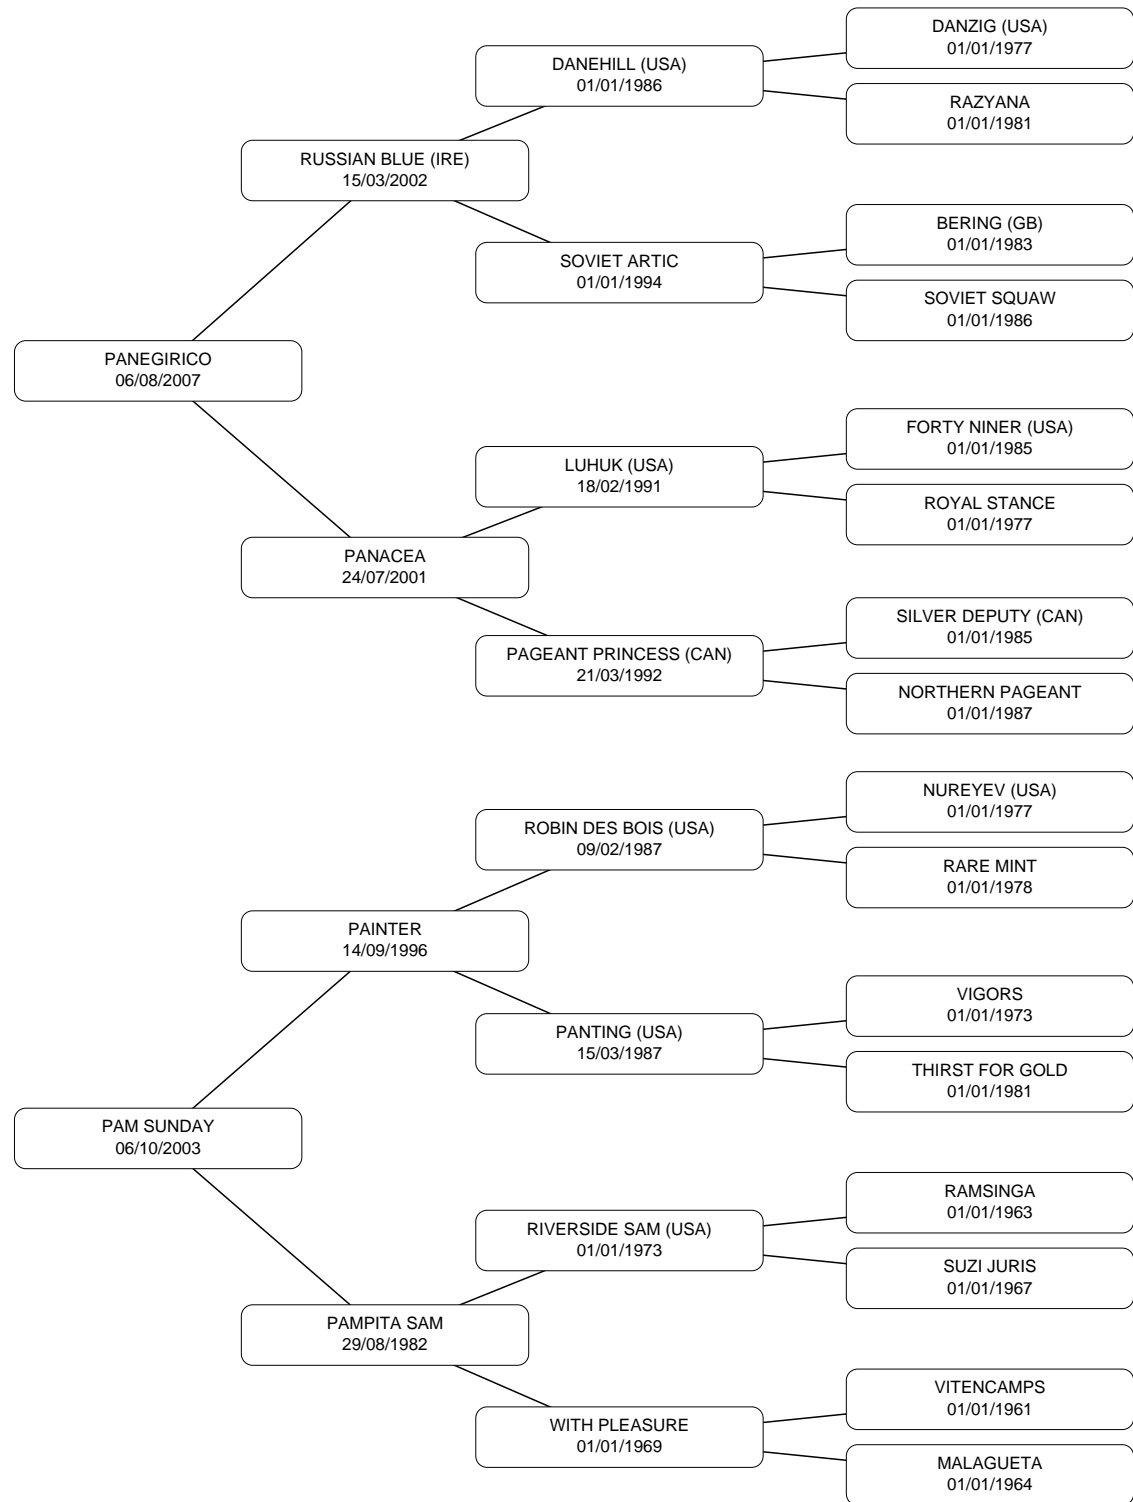 DANZIG (USA)
01/01/1977
DANEHILL (USA)
01/01/1986
RAZYANA
01/01/1981
RUSSIAN BLUE (IRE)
15/03/2002
BERING (GB)
01/01/1983
SOVIET ARTIC
01/01/1994
SOVIET SQUAW
01/01/1986
PANEGIRICO
06/08/2007
FORTY NINER (USA)
01/01/1985
LUHUK (USA)
18/02/1991
ROYAL STANCE
01/01/1977
PANACEA
24/07/2001
SILVER DEPUTY (CAN)
01/01/1985
PAGEANT PRINCESS (CAN)
21/03/1992
NORTHERN PAGEANT
01/01/1987
NUREYEV (USA)
01/01/1977
ROBIN DES BOIS (USA)
09/02/1987
RARE MINT
01/01/1978
PAINTER
14/09/1996
VIGORS
01/01/1973
PANTING (USA)
15/03/1987
THIRST FOR GOLD
01/01/1981
PAM SUNDAY
06/10/2003
RAMSINGA
01/01/1963
RIVERSIDE SAM (USA)
01/01/1973
SUZI JURIS
01/01/1967
PAMPITA SAM
29/08/1982
VITENCAMPS
01/01/1961
WITH PLEASURE
01/01/1969
MALAGUETA
01/01/1964